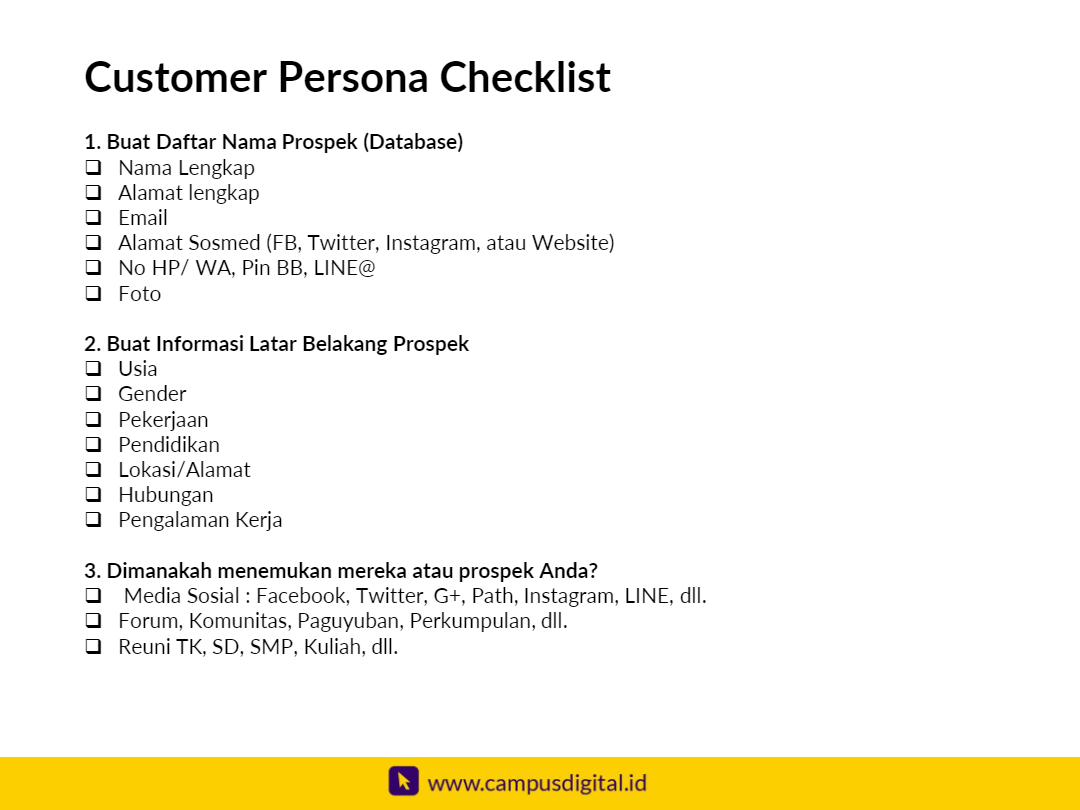 Customer Persona Checklist
1. Buat Daftar Nama Prospek (Database)
❑ Nama Lengkap
❑ Alamat lengkap
❑ Email
❑ Alamat Sosmed (FB, Twitter, Instagram, atau Website)
❑ No HP/ WA, Pin BB, LINE@
❑ Foto
2. Buat Informasi Latar Belakang Prospek
❑ Usia
❑ Gender
❑ Pekerjaan
❑ Pendidikan
❑ Lokasi/Alamat
❑ Hubungan
❑ Pengalaman Kerja
3. Dimanakah menemukan mereka atau prospek Anda?
❑ Media Sosial : Facebook, Twitter, G+, Path, Instagram, LINE, dll.
❑ Forum, Komunitas, Paguyuban, Perkumpulan, dll.
❑ Reuni TK, SD, SMP, Kuliah, dll.
www.campusdigital.id